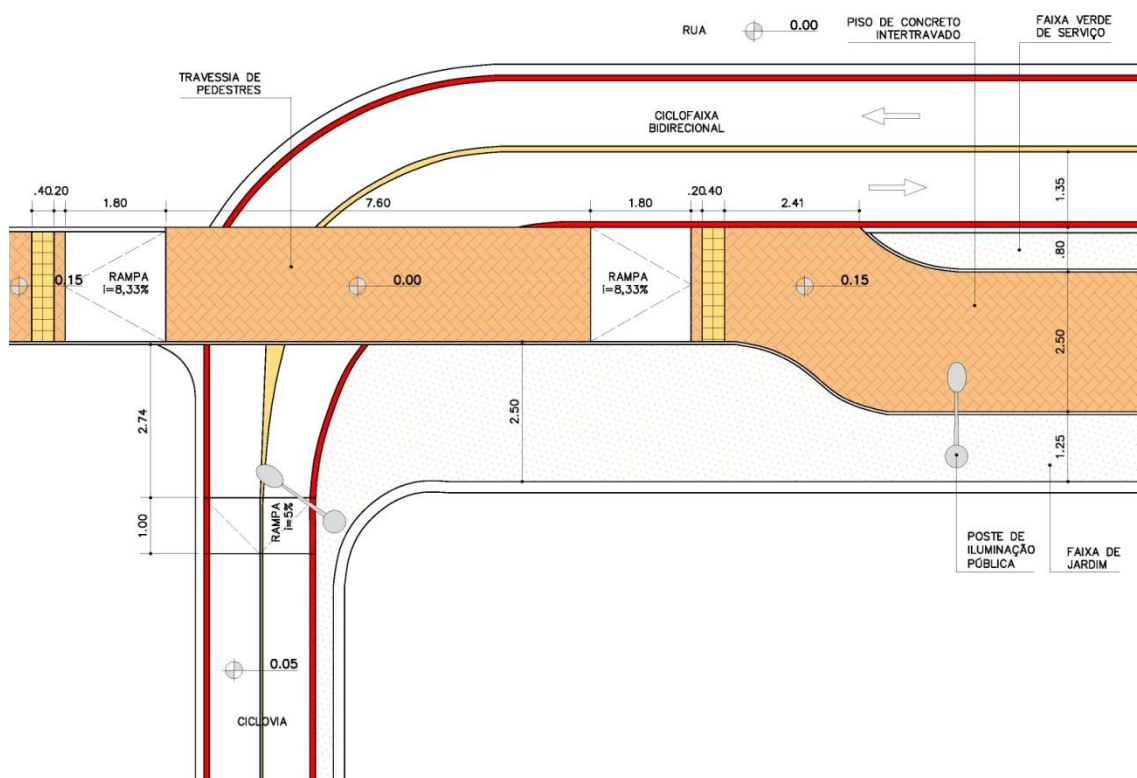 RUA
0.00
PISO DE CONCRETO
INTERTRAVADO
FAIXA VERDE
DE SERVIÇO
TRAVESSIA DE
PEDESTRES
CICLOFAIXA
BIDIRECIONAL
.40
.20
1.80
7.60
1.80
.20
.40
2.41
1.35
.80
0.15
RAMPA
i=8,33%
0.00
RAMPA
i=8,33%
0.15
2.50
2.74
2.50
1.25
1.00
RAMPA
i=5%
POSTE DE
ILUMINAÇÃO
PÚBLICA
FAIXA DE
JARDIM
0.05
CICLOVIA